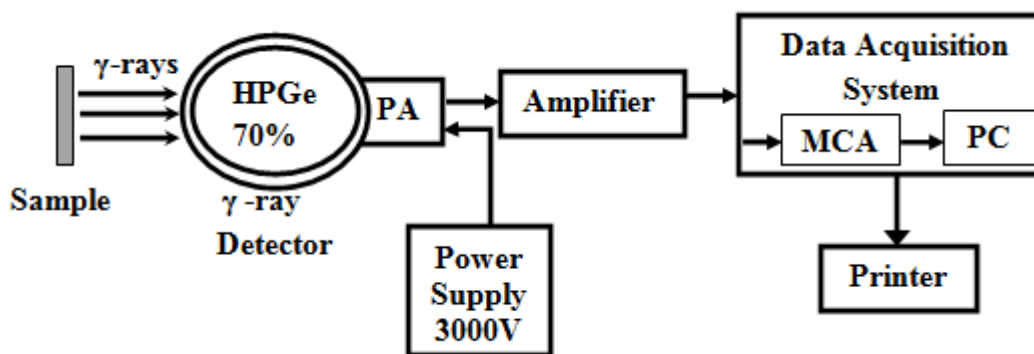 γ-rays
Sample
HPGe
70%
γ -ray
Detector
PA
Power
Supply
3000V
Amplifier
Data Acquisition
System
MCA
PC
Printer